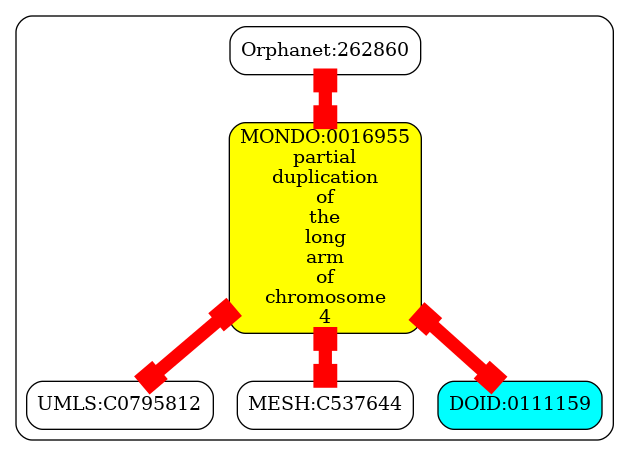 Orphanet:262860
MONDO:0016955
partial
duplication
of
the
long
arm
of
chromosome
4
UMLS:C0795812
MESH:C537644
DOID:0111159